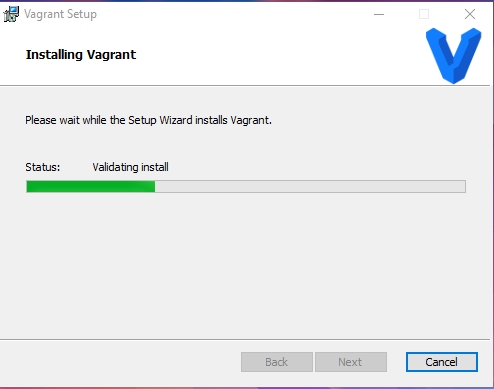 Vagrant Setup
Installing Vagrant
Please wait while the Setup Wizard installs Vagrant.
Status: Validating install
Back Next Cancel